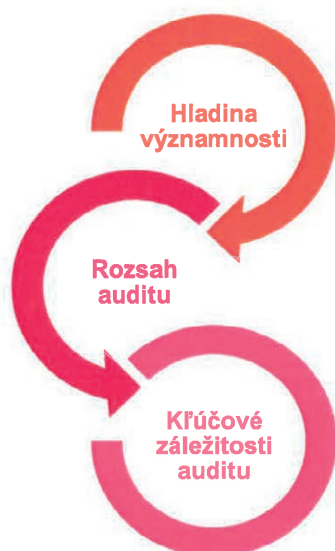 Hladina
významnosti
Rozsah
auditu
Kľúčové
záležitosti
auditu